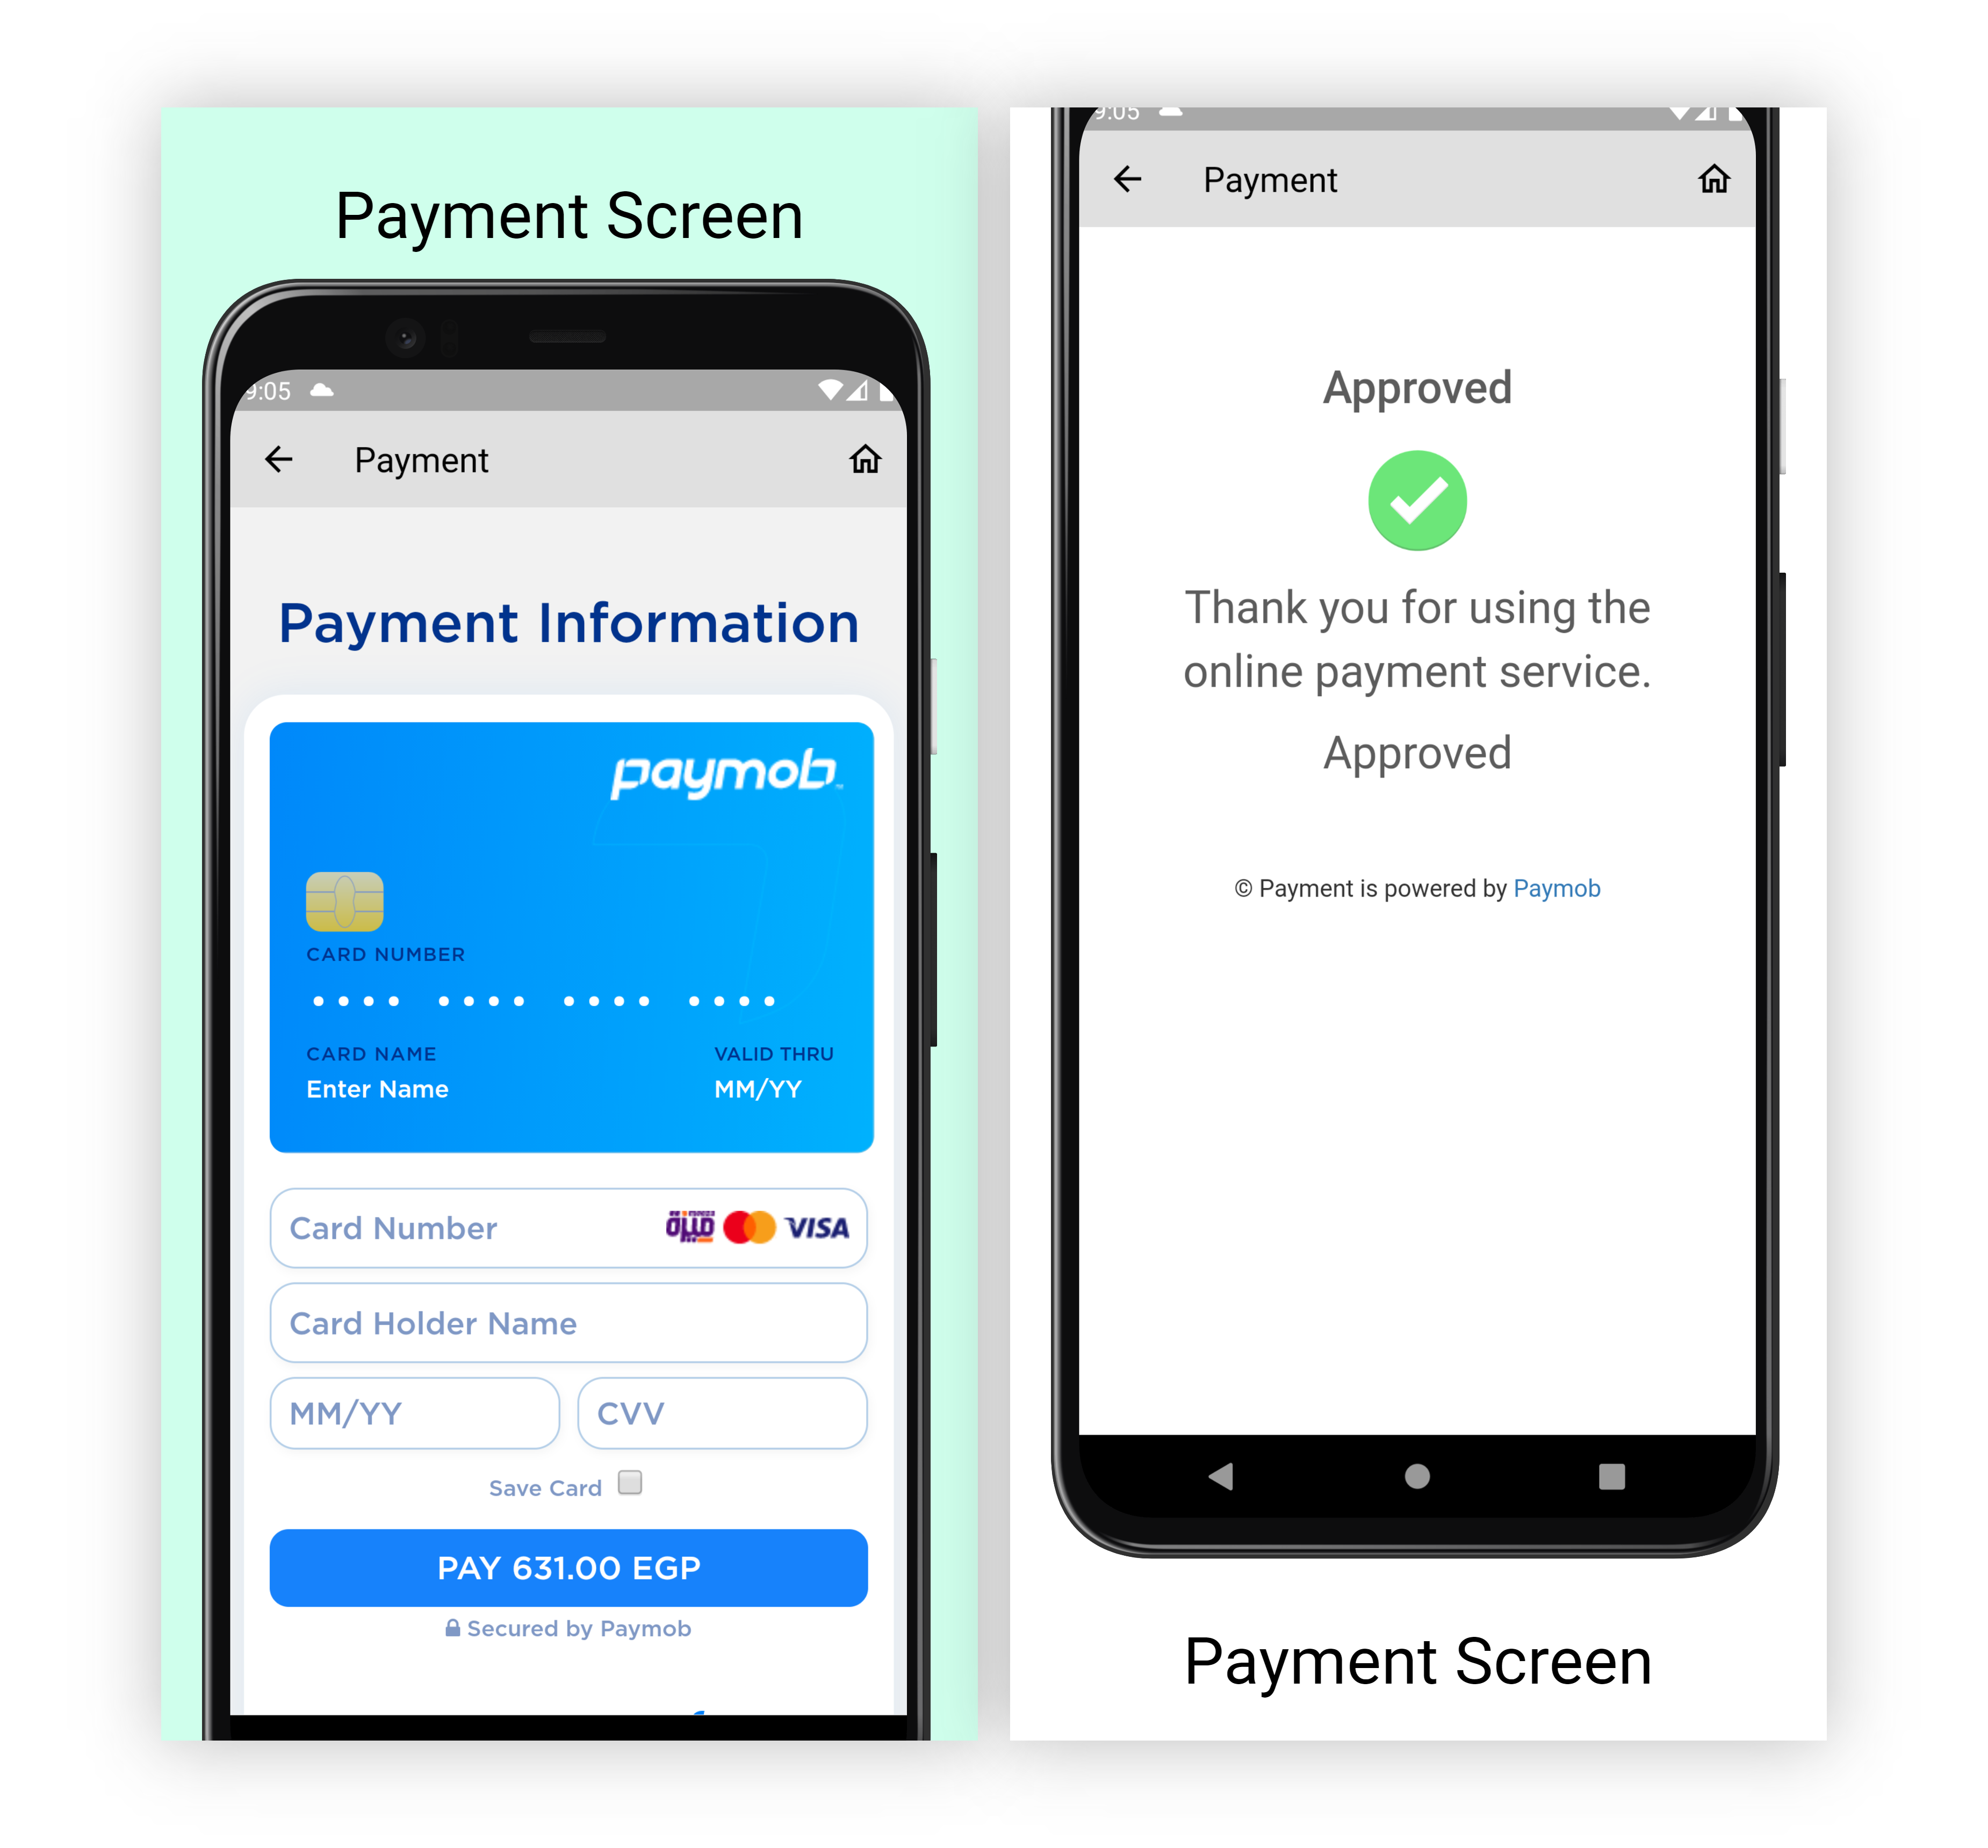 Payment Screen
9:05
Payment
Payment Information
paymob
CARD NUMBER
CARD NAME
VALID THRU
Enter Name
MM/YY
Card Number
ميزة
VISA
Card Holder Name
MM/YY
CVV
Save Card
PAY 631.00 EGP
Secured by Paymob
9:05
Payment
Approved
Thank you for using the
online payment service.
Approved
© Payment is powered by Paymob
Payment Screen